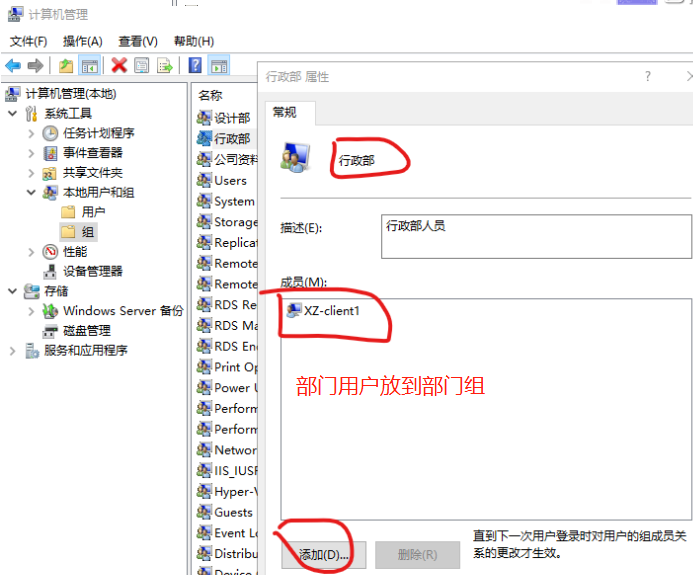 计算机管理
文件(F) 操作(A) 查看(V) 帮助(H)
计算机管理(本地)
系统工具
任务计划程序
事件查看器
共享文件夹
本地用户和组
用户
组
性能
设备管理器
存储
Windows Server 备份
磁盘管理
服务和应用程序
名称
设计部
行政部
公司资料
Users
System
Storage
Replicat
Remote
Remote
RDS Re
RDS Ma
RDS En
Print Op
Power U
Perform
Perform
Networ
IIS_IUSR
Hyper-V
Guests
Event Lo
Distribu
Device
行政部 属性
?
常规
行政部
描述(E):
行政部人员
成员(M):
XZ-client1
部门用户放到部门组
添加(D)...
删除(R)
直到下一次用户登录时对用户的组成员关
系的更改才生效。